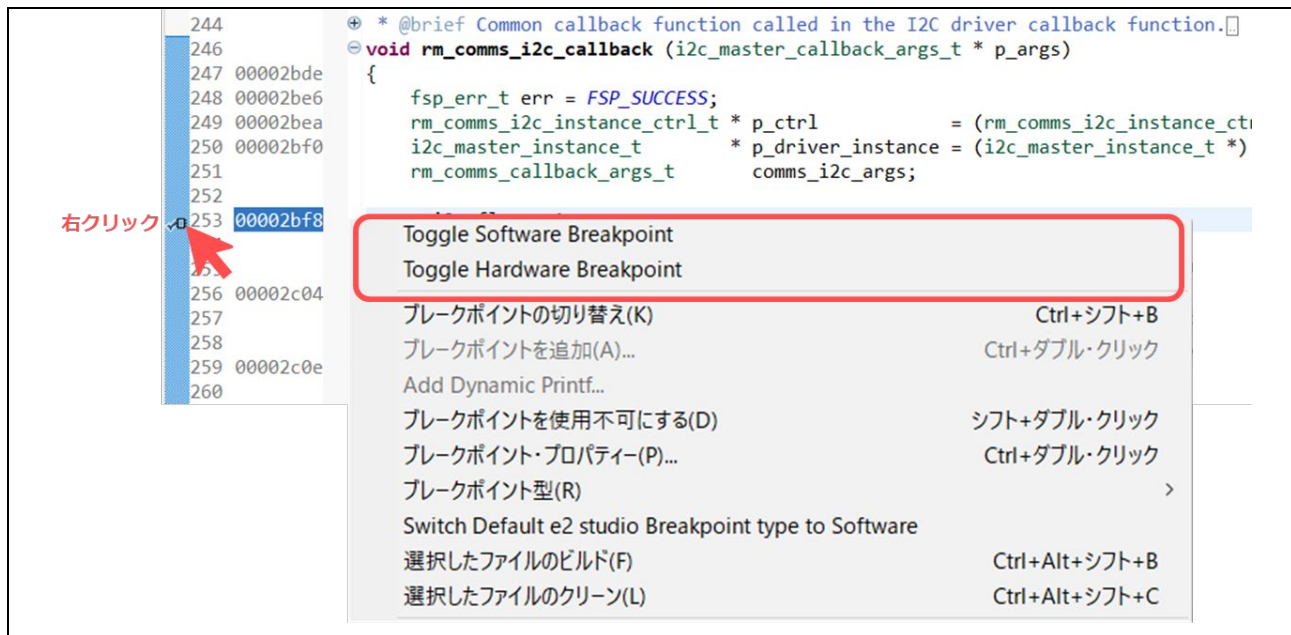 244 * @brief Common callback function called in the I2C driver callback function.
246 void rm_comms_i2c_callback (i2c_master_callback_args_t * p_args)
247 00002bde {
248 00002be6 fsp_err_t err = FSP_SUCCESS;
249 00002bea rm_comms_i2c_instance_ctrl_t * p_ctrl = (rm_comms_i2c_instance_ct
250 00002bf0 i2c_master_instance_t * p_driver_instance = (i2c_master_instance_t *)
251 rm_comms_callback_args_t comms_i2c_args;
252
右クリック 253 00002bf8
Toggle Software Breakpoint
255
Toggle Hardware Breakpoint
256 00002c04
257
ブレークポイントの切り替え(K) Ctrl+シフト+B
258
ブレークポイントを追加(A)... Ctrl+ダブル・クリック
259 00002c0e
Add Dynamic Printf...
260
ブレークポイントを使用不可にする(D) シフト+ダブル・クリック
ブレークポイント・プロパティー(P)... Ctrl+ダブル・クリック
ブレークポイント型(R) >
Switch Default e2 studio Breakpoint type to Software
選択したファイルのビルド(F) Ctrl+Alt+シフト+B
選択したファイルのクリーン(L) Ctrl+Alt+シフト+C